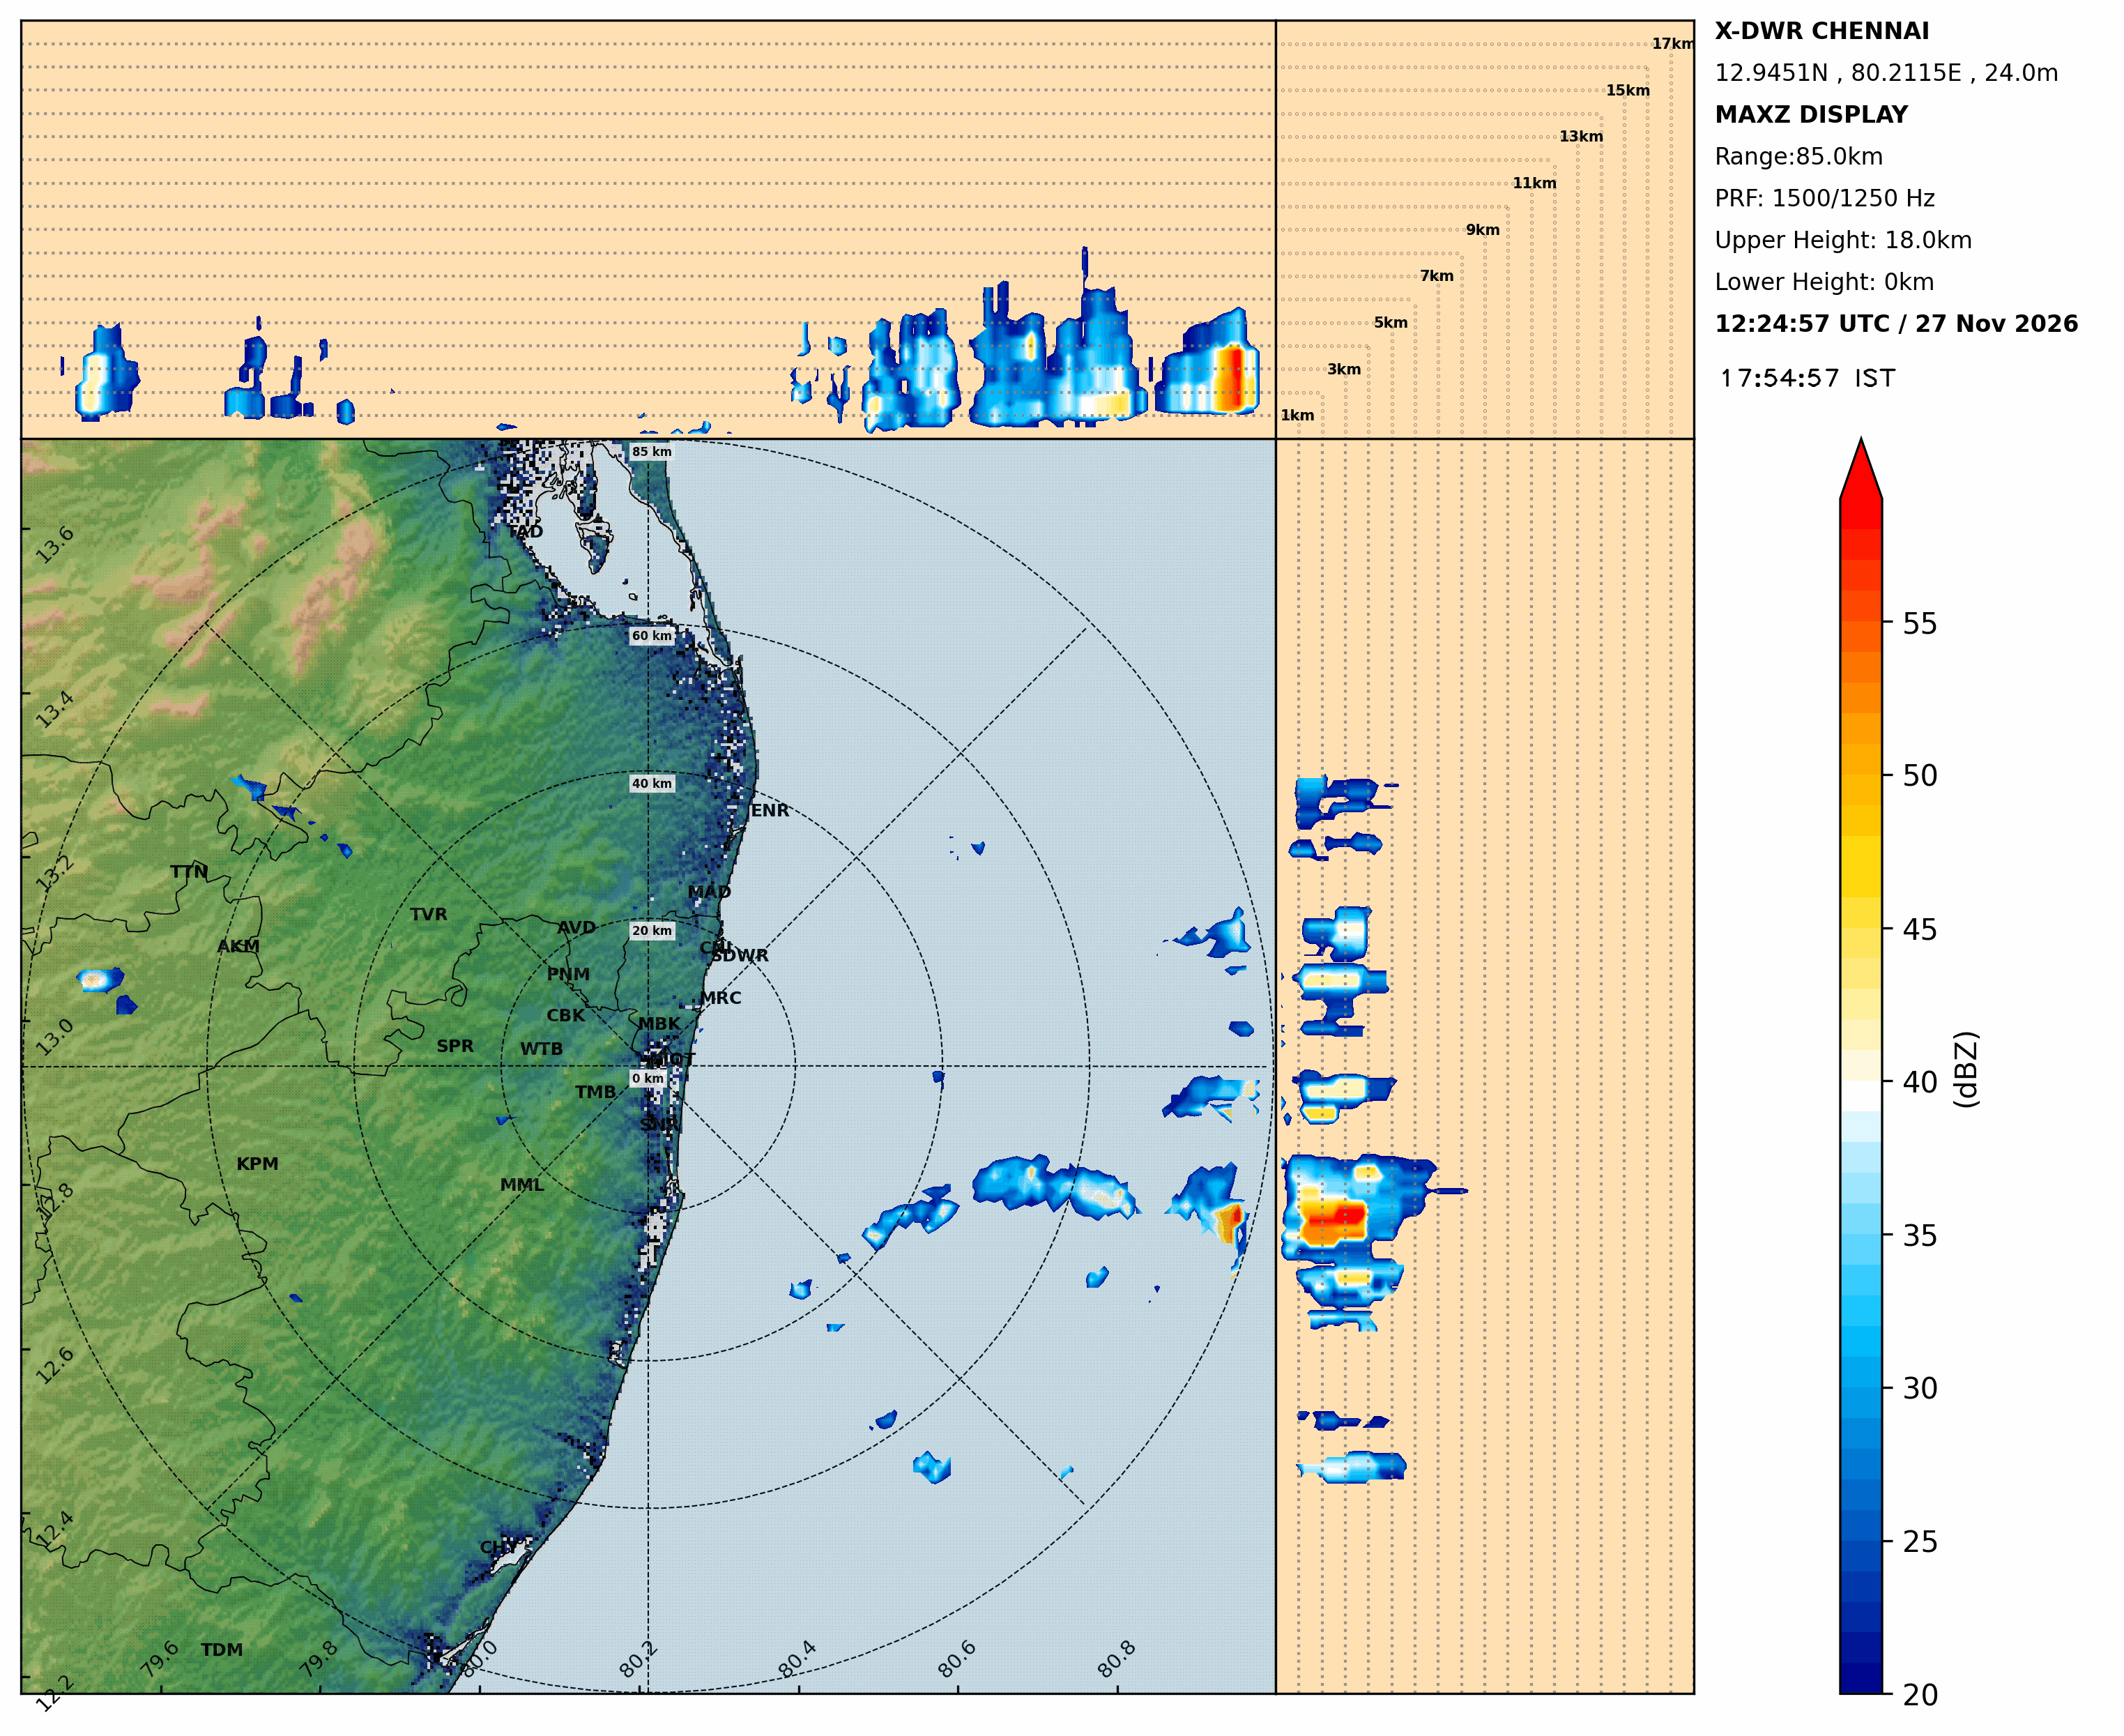 X-DWR CHENNAI
12.9451N , 80.2115E , 24.0m
MAXZ DISPLAY
Range:85.0km
PRF: 1500/1250 Hz
Upper Height: 18.0km
Lower Height: 0km
12:24:57 UTC / 27 Nov 2026
17:54:57 IST
17km
15km
13km
11km
9km
7km
5km
3km
1km
85 km
TAD
13.6
60 km
13.4
40 km
ENR
13.2
TTN
MAD
TVR
AVD
20 km
AKM
CNI
SDWR
PNM
MRC
CBK
MBK
13.0
SPR
WTB
0 km
TMB
SNR
KPM
MML
12.8
12.6
12.4
CHY
TDM
12.2
79.6
79.8
80.0
80.2
80.4
80.6
80.8
55
50
45
40
35
30
25
20
(dBZ)